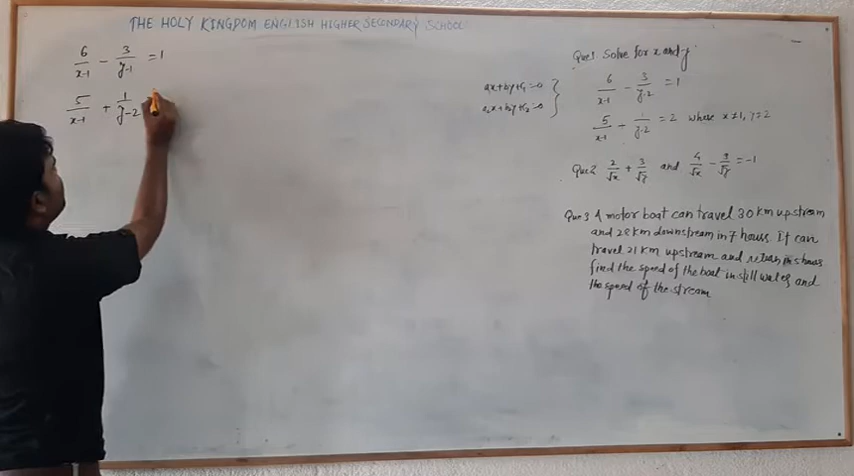 THE HOLY KINGDOM ENGLISH HIGHER SECONDARY SCHOOL
6/x-1 - 3/y-1 = 1
5/x-1 + 1/y-2
Que1 Solve for x and y
a1x+b1y+c1=0
a2x+b2y+c2=0
6/x-1 - 3/y-2 = 1
5/x-1 - 1/y-2 = 2 where x≠1, y≠2
Que2 2/√x + 3/√y and 4/√x - 9/√y = -1
Que 3 A motor boat can travel 30 km upstream
and 28 km downstream in 7 hours. It can
travel 21 km upstream and return in 5 hours
find the speed of the boat in still water and
the speed of the stream